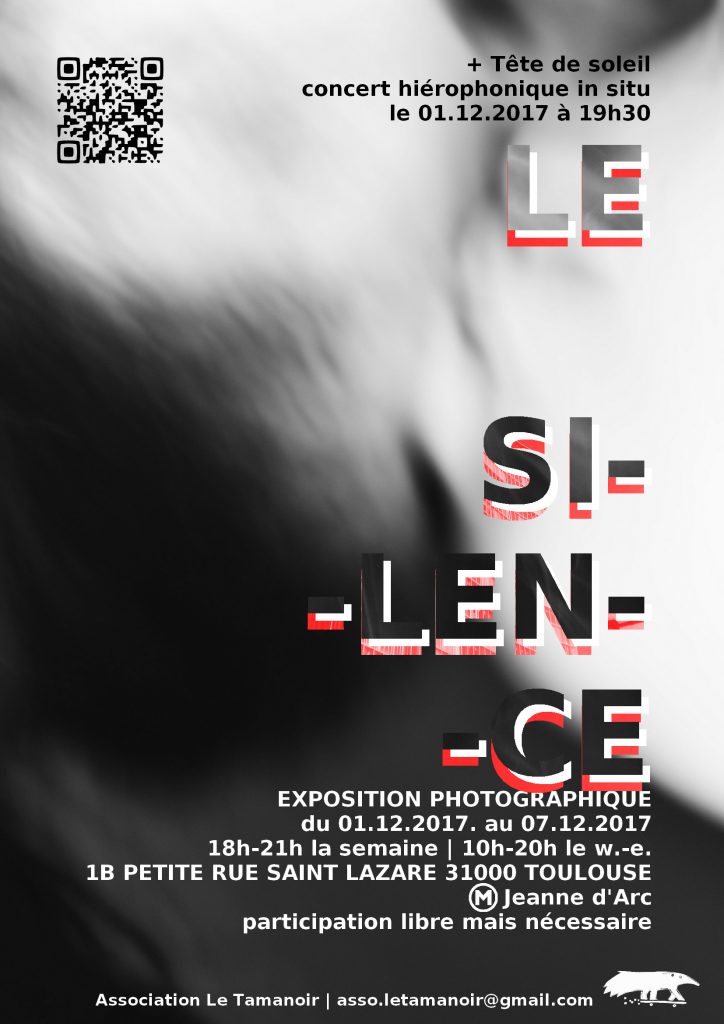 + Tête de soleil
concert hiérophonique in situ
le 01.12.2017 à 19h30
LE
SI-
-LEN-
-CE
EXPOSITION PHOTOGRAPHIQUE
du 01.12.2017. au 07.12.2017
18h-21h la semaine | 10h-20h le w.-e.
1B PETITE RUE SAINT LAZARE 31000 TOULOUSE
M Jeanne d'Arc
participation libre mais nécessaire
Association Le Tamanoir | asso.letamanoir@gmail.com